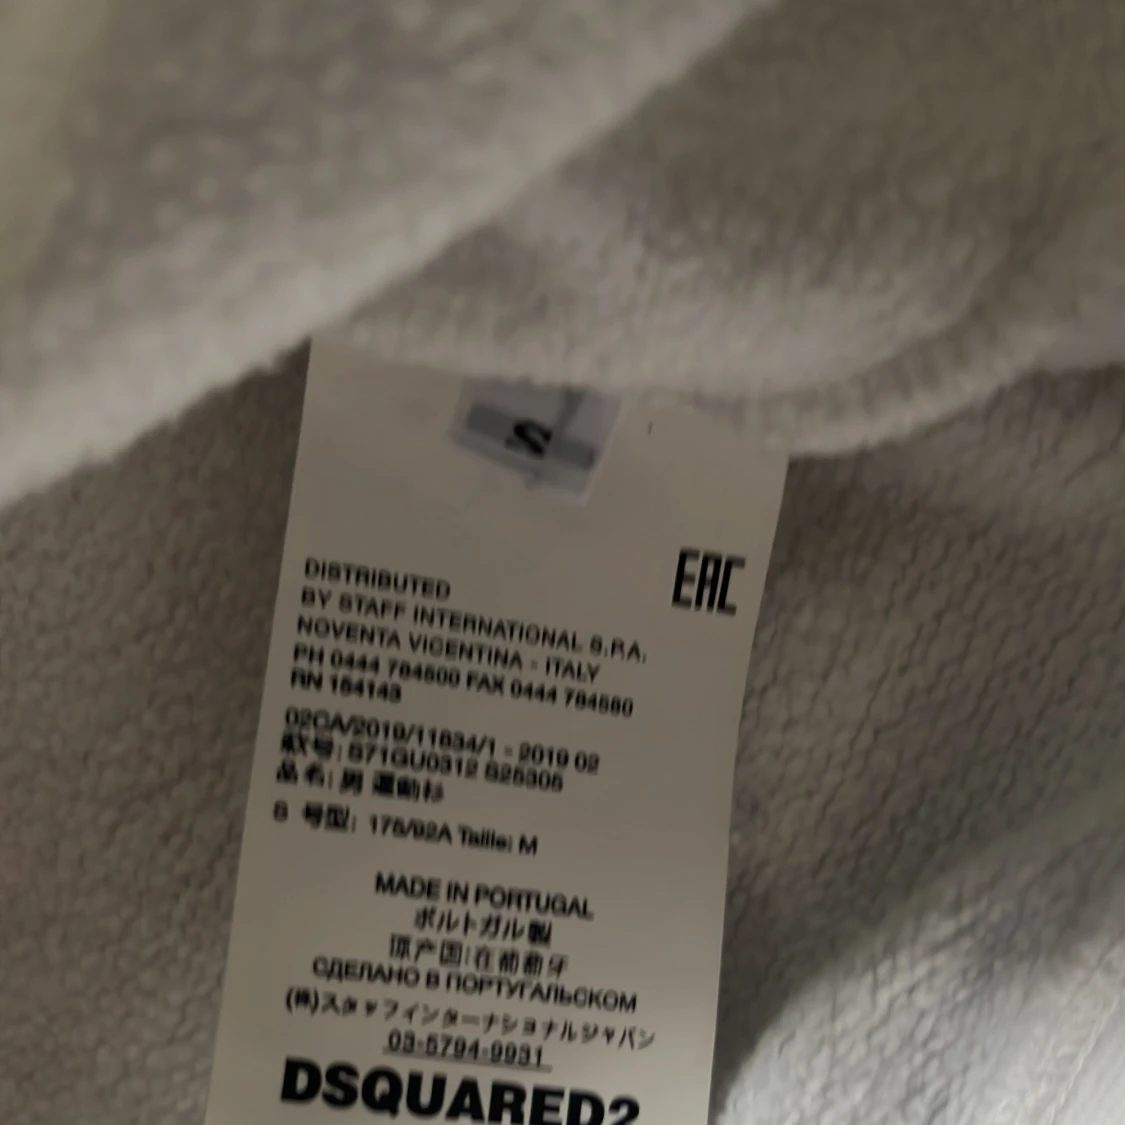 S
EAC
DISTRIBUTED
BY STAFF INTERNATIONAL S.P.A.
NOVENTA VICENTINA - ITALY
PH 0444 784600 FAX 0444 784580
RN 154143
02CA/2019/11834/1 - 2019 02
款号: S71GU0312 S25305
品名: 男 運動衫
S 号型: 175/92A Taille: M
MADE IN PORTUGAL
ポルトガル製
原产国: 在葡萄牙
СДЕЛАНО В ПОРТУГАЛЬСКОМ
(株)スタッフインターナショナルジャパン
03-5794-9931
DSQUARED2